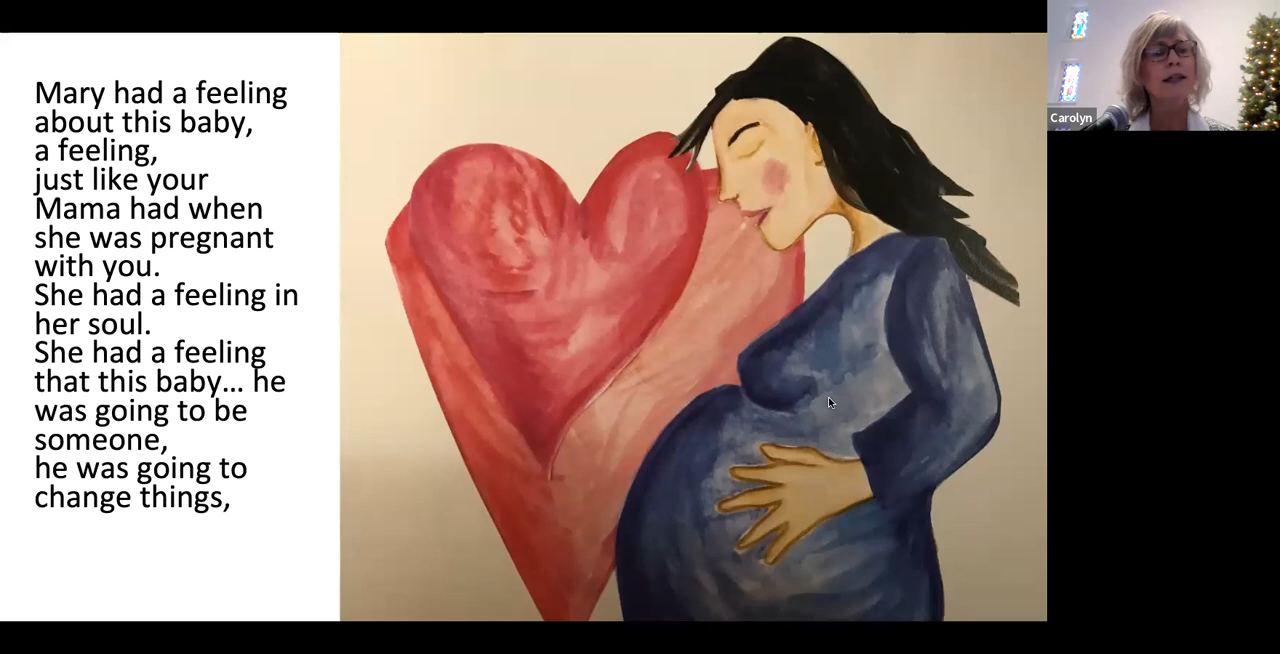 Mary had a feeling
about this baby,
a feeling,
just like your
Mama had when
she was pregnant
with you.
She had a feeling in
her soul.
She had a feeling
that this baby... he
was going to be
someone,
he was going to
change things,
Carolyn